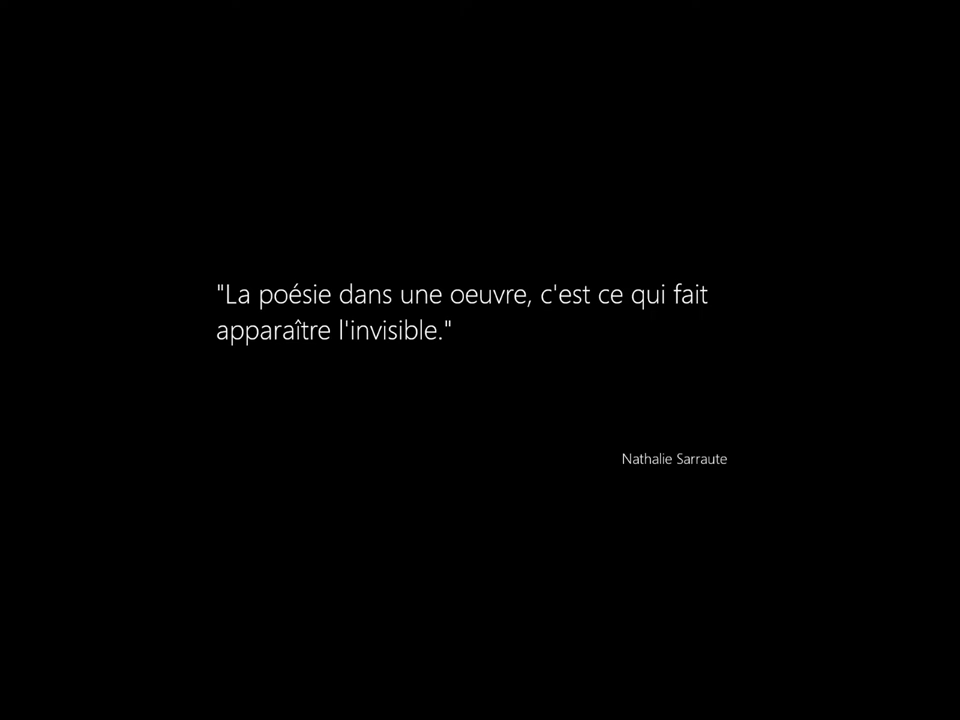 "La poésie dans une oeuvre, c'est ce qui fait
apparaître l'invisible."
Nathalie Sarraute